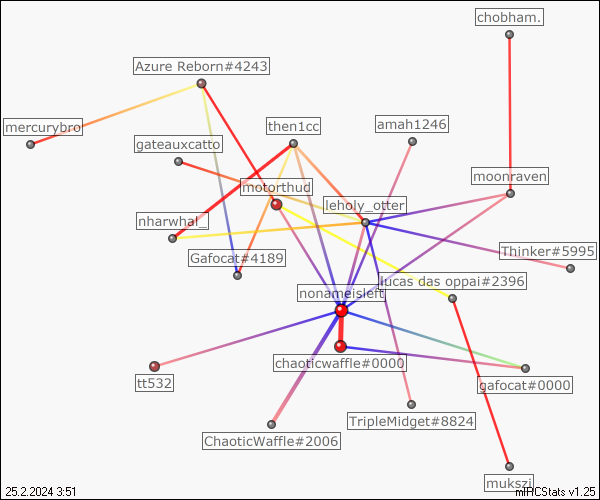 chobham.
Azure Reborn#4243
mercurybro
then1cc
amah1246
gateauxcatto
moonraven
motorthud
leholy_otter
nharwhal_
Thinker#5995
Gafocat#4189
lucas das oppai#2396
nonameisleft
chaoticwaffle#0000
tt532
gafocat#0000
TripleMidget#8824
ChaoticWaffle#2006
mukszi
25.2.2024 3:51
mIRCStats v1.25